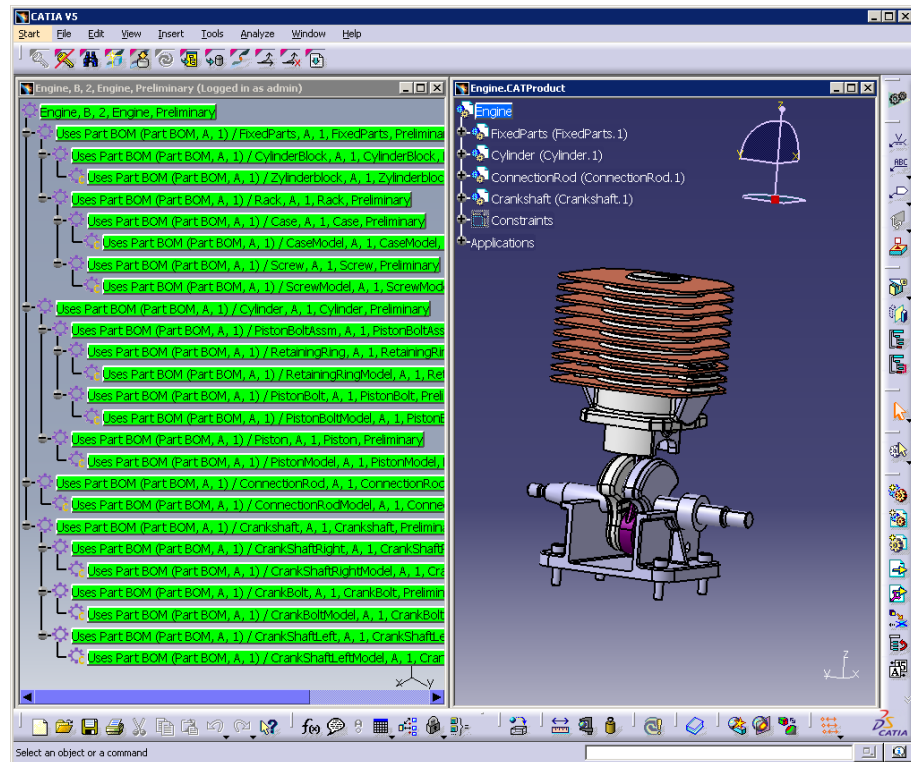 CATIA V5
Start File Edit View Insert Tools Analyze Window Help
Engine, B, 2, Engine, Preliminary (Logged in as admin)
Engine, B, 2, Engine, Preliminary
Uses Part BOM (Part BOM, A, 1) / FixedParts, A, 1, FixedParts, Prelimina
Uses Part BOM (Part BOM, A, 1) / CylinderBlock, A, 1, CylinderBlock,
Uses Part BOM (Part BOM, A, 1) / Zylinderblock, A, 1, Zylinderbloc
Uses Part BOM (Part BOM, A, 1) / Rack, A, 1, Rack, Preliminary
Uses Part BOM (Part BOM, A, 1) / Case, A, 1, Case, Preliminary
Uses Part BOM (Part BOM, A, 1) / CaseModel, A, 1, CaseModel,
Uses Part BOM (Part BOM, A, 1) / Screw, A, 1, Screw, Preliminary
Uses Part BOM (Part BOM, A, 1) / ScrewModel, A, 1, ScrewMod
Uses Part BOM (Part BOM, A, 1) / Cylinder, A, 1, Cylinder, Preliminary
Uses Part BOM (Part BOM, A, 1) / PistonBoltAssm, A, 1, PistonBoltAss
Uses Part BOM (Part BOM, A, 1) / RetainingRing, A, 1, RetainingRi
Uses Part BOM (Part BOM, A, 1) / RetainingRingModel, A, 1, Ret
Uses Part BOM (Part BOM, A, 1) / PistonBolt, A, 1, PistonBolt, Preli
Uses Part BOM (Part BOM, A, 1) / PistonBoltModel, A, 1, PistonB
Uses Part BOM (Part BOM, A, 1) / Piston, A, 1, Piston, Preliminary
Uses Part BOM (Part BOM, A, 1) / PistonModel, A, 1, PistonModel,
Uses Part BOM (Part BOM, A, 1) / ConnectionRod, A, 1, ConnectionRod
Uses Part BOM (Part BOM, A, 1) / ConnectionRodModel, A, 1, Conne
Uses Part BOM (Part BOM, A, 1) / Crankshaft, A, 1, Crankshaft, Prelimin
Uses Part BOM (Part BOM, A, 1) / CrankShaftRight, A, 1, CrankShaftR
Uses Part BOM (Part BOM, A, 1) / CrankShaftRightModel, A, 1, Cra
Uses Part BOM (Part BOM, A, 1) / CrankBolt, A, 1, CrankBolt, Prelimin
Uses Part BOM (Part BOM, A, 1) / CrankBoltModel, A, 1, CrankBolt
Uses Part BOM (Part BOM, A, 1) / CrankShaftLeft, A, 1, CrankShaftLe
Uses Part BOM (Part BOM, A, 1) / CrankShaftLeftModel, A, 1, Cran
x y
Engine.CATProduct
Engine
FixedParts (FixedParts.1)
Cylinder (Cylinder.1)
ConnectionRod (ConnectionRod.1)
Crankshaft (Crankshaft.1)
Constraints
Applications
z
y x
z
y x
ABC
f(x)
CATIA
Select an object or a command